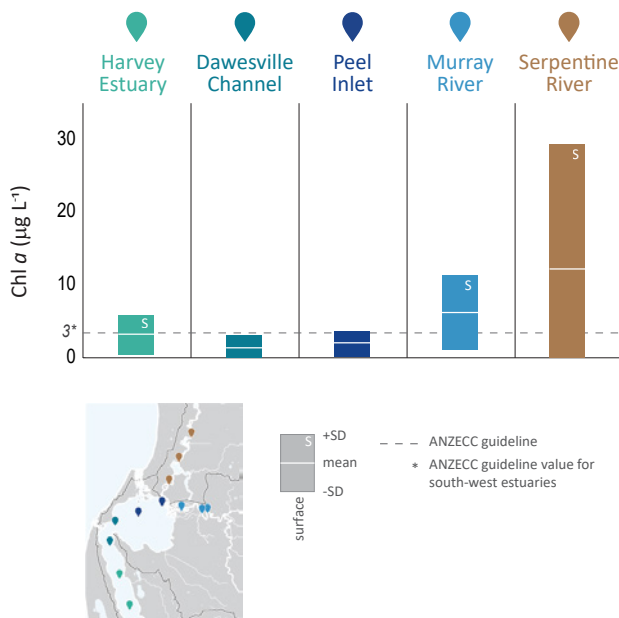 Harvey
Estuary
Dawesville
Channel
Peel
Inlet
Murray
River
Serpentine
River
Chl a (µg L⁻¹)
30
20
10
3*
0
S
S
S
S
+SD
mean
-SD
surface
ANZECC guideline
* ANZECC guideline value for
south-west estuaries